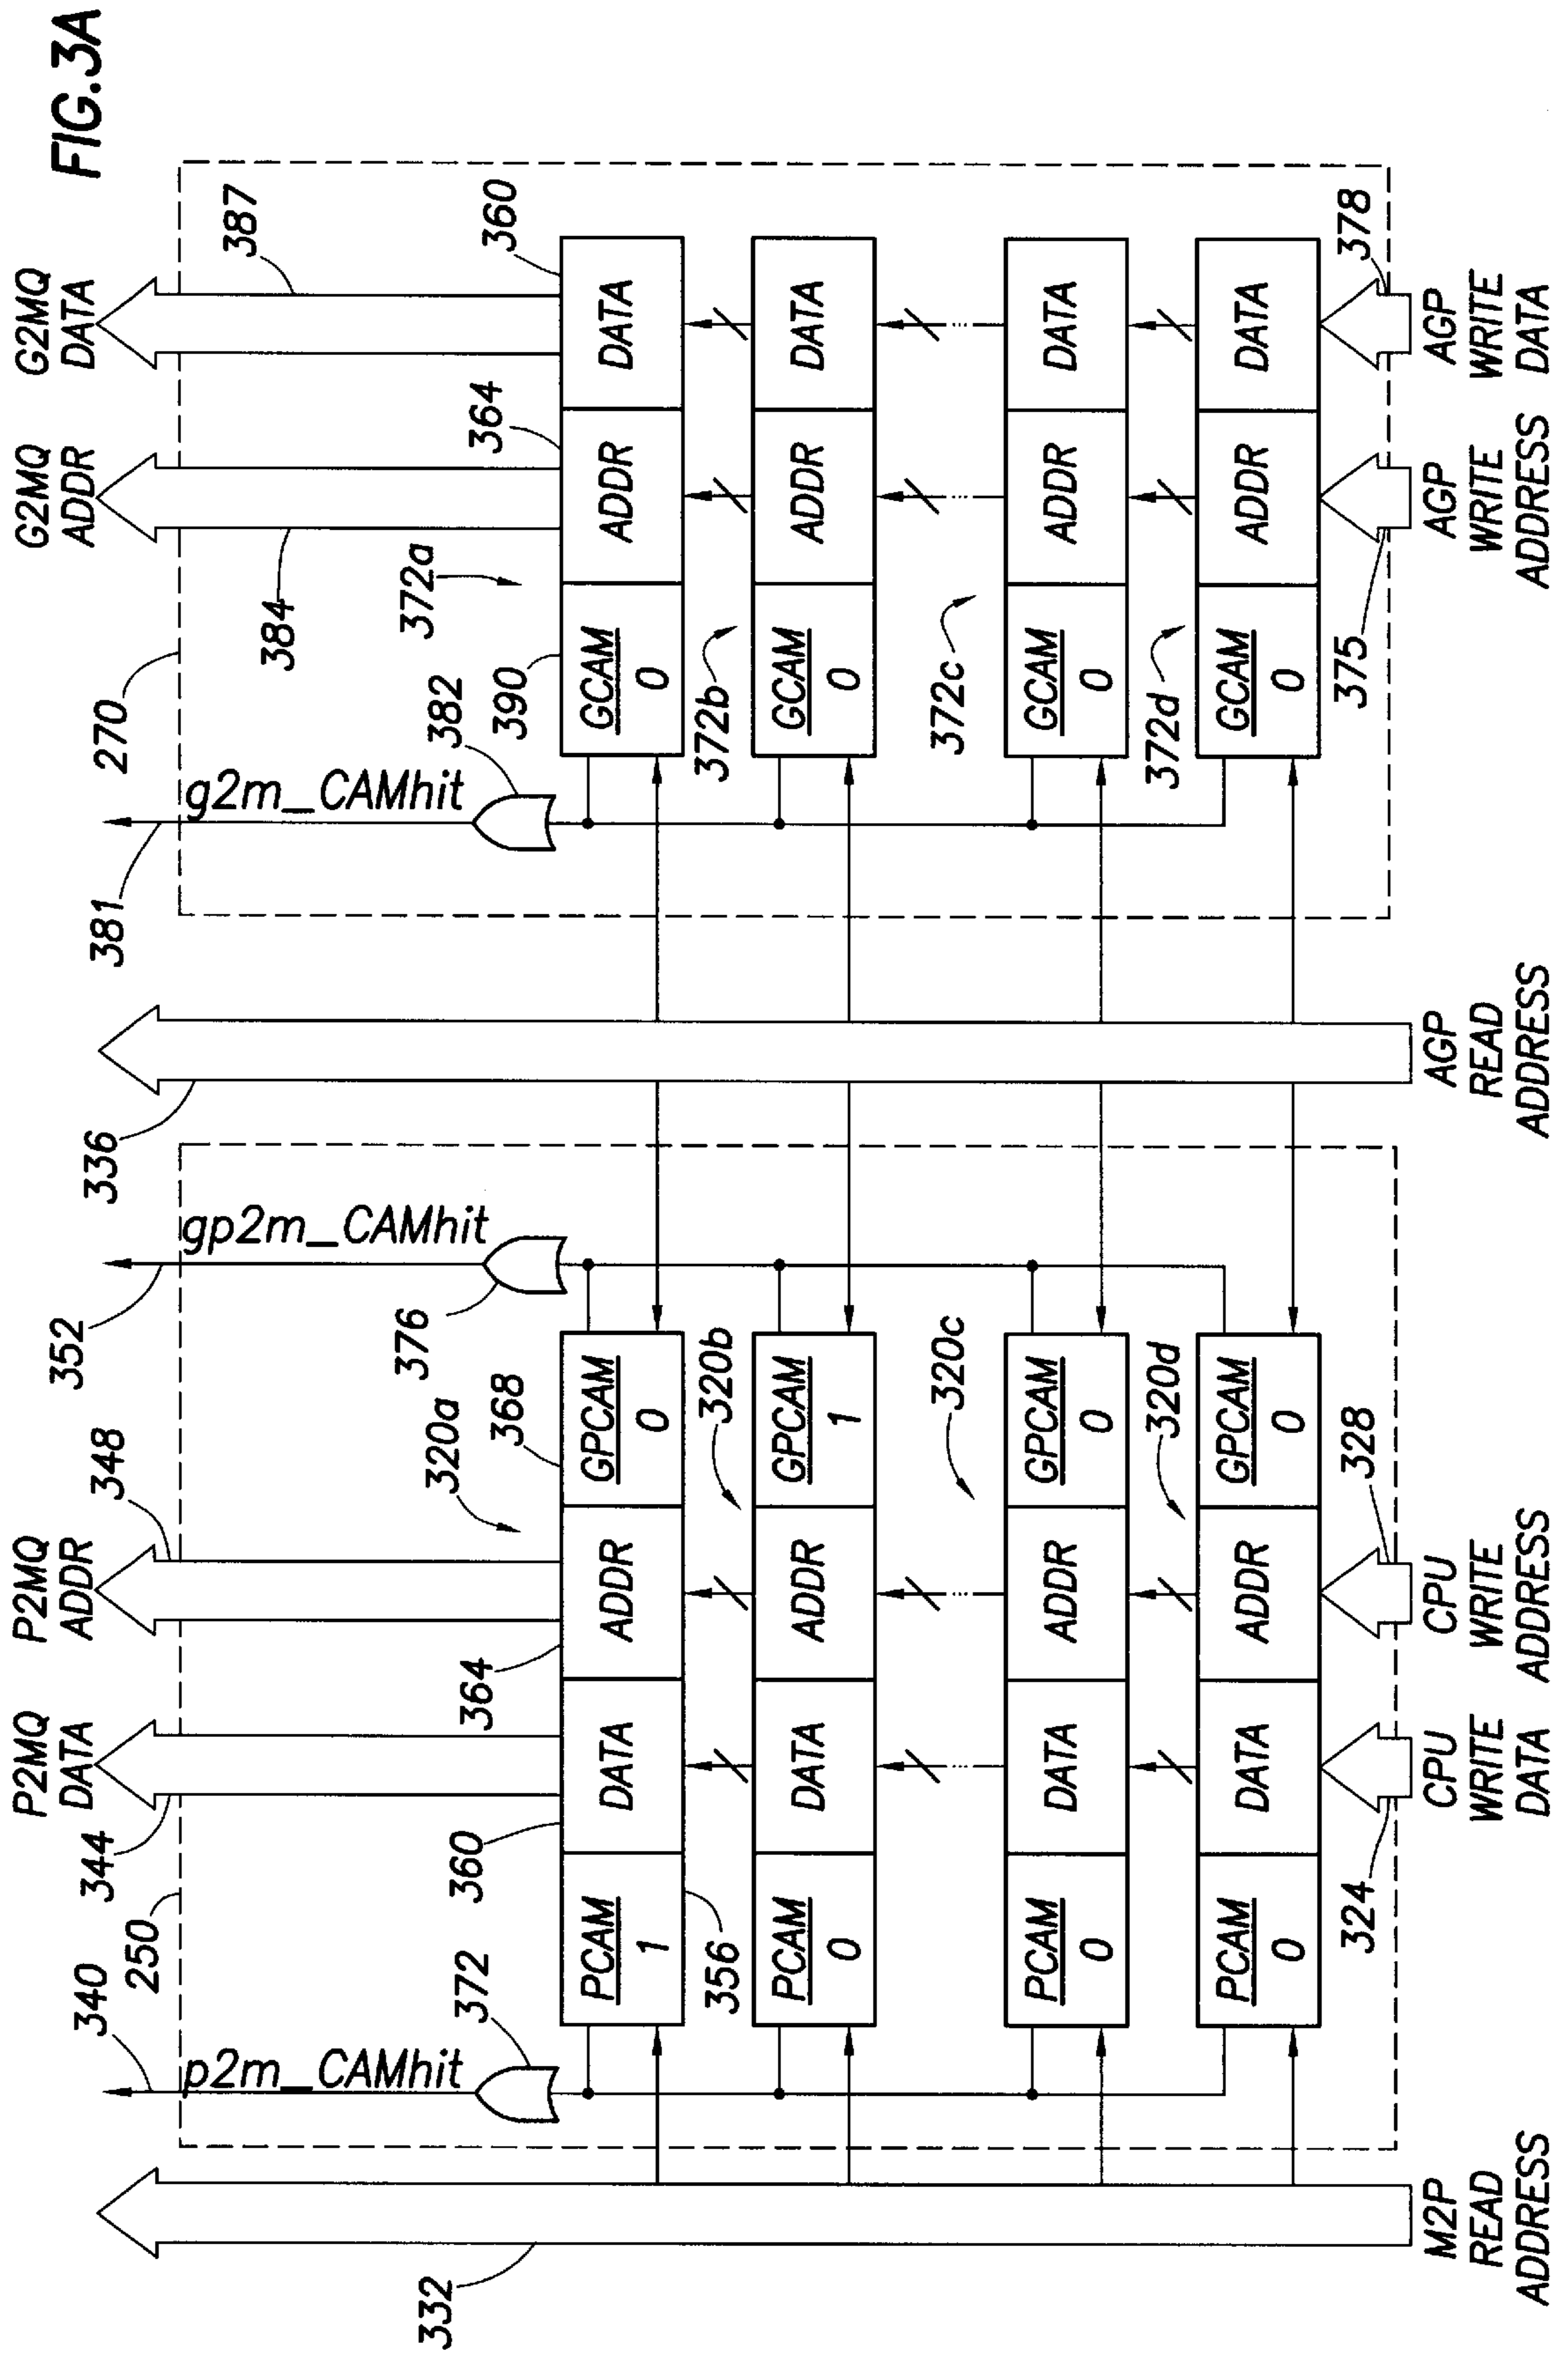 FIG.3A
M2P
READ
ADDRESS
332
340
p2m_CAMhit
372
250
P2MQ
DATA
344
P2MQ
ADDR
348
352
gp2m_CAMhit
376
360
364
320a
368
PCAM
1
DATA
ADDR
GPCAM
0
356
320b
PCAM
0
DATA
ADDR
GPCAM
1
320c
PCAM
0
DATA
ADDR
GPCAM
0
320d
PCAM
0
DATA
ADDR
GPCAM
0
324
328
CPU
WRITE
DATA
CPU
WRITE
ADDRESS
336
AGP
READ
ADDRESS
381
g2m_CAMhit
382
270
G2MQ
ADDR
384
G2MQ
DATA
387
390
372a
364
360
GCAM
0
ADDR
DATA
372b
GCAM
0
ADDR
DATA
372c
GCAM
0
ADDR
DATA
372d
GCAM
0
ADDR
DATA
375
378
AGP
WRITE
ADDRESS
AGP
WRITE
DATA